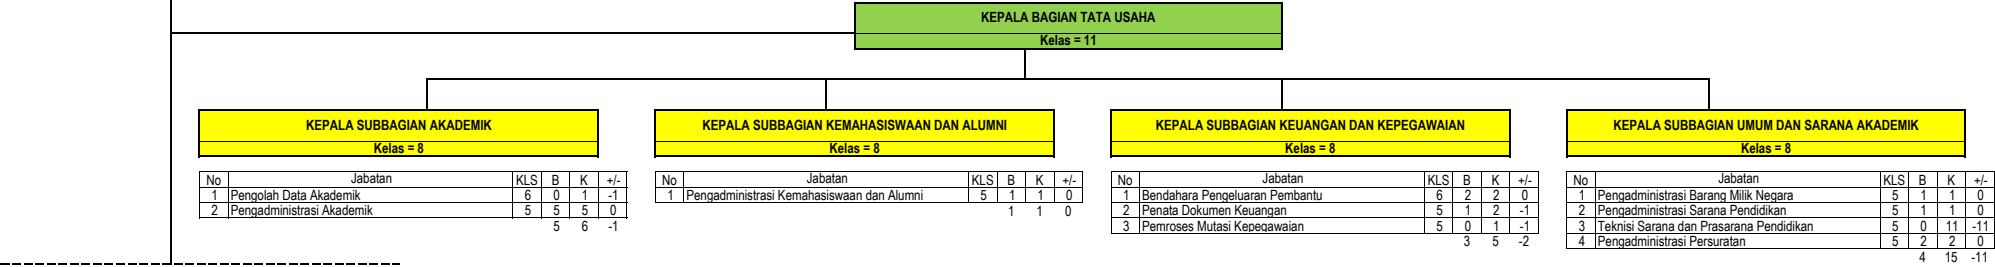 KEPALA BAGIAN TATA USAHA
Kelas = 11
KEPALA SUBBAGIAN AKADEMIK
Kelas = 8
No Jabatan KLS B K +/-
1 Pengolah Data Akademik 6 0 1 -1
2 Pengadministrasi Akademik 5 5 5 0
5 6 -1
KEPALA SUBBAGIAN KEMAHASISWAAN DAN ALUMNI
Kelas = 8
No Jabatan KLS B K +/-
1 Pengadministrasi Kemahasiswaan dan Alumni 5 1 1 0
1 1 0
KEPALA SUBBAGIAN KEUANGAN DAN KEPEGAWAIAN
Kelas = 8
No Jabatan KLS B K +/-
1 Bendahara Pengeluaran Pembantu 6 2 2 0
2 Penata Dokumen Keuangan 5 1 2 -1
3 Pemroses Mutasi Kepegawaian 5 0 1 -1
3 5 -2
KEPALA SUBBAGIAN UMUM DAN SARANA AKADEMIK
Kelas = 8
No Jabatan KLS B K +/-
1 Pengadministrasi Barang Milik Negara 5 1 1 0
2 Pengadministrasi Sarana Pendidikan 5 1 1 0
3 Teknisi Sarana dan Prasarana Pendidikan 5 0 11 -11
4 Pengadministrasi Persuratan 5 2 2 0
4 15 -11